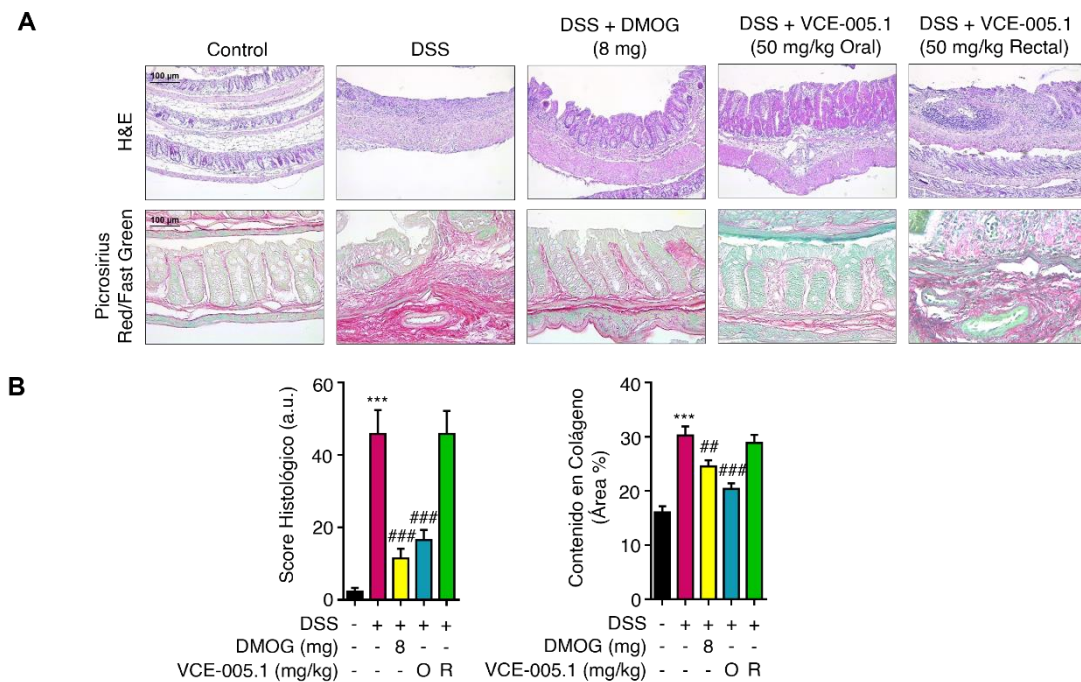 A
Control
DSS
DSS + DMOG
(8 mg)
DSS + VCE-005.1
(50 mg/kg Oral)
DSS + VCE-005.1
(50 mg/kg Rectal)
H&E
100 µm
Picrosirius
Red/Fast Green
100 µm
B
Score Histológico (a.u.)
60
40
20
0
***
###
###
DSS - + + + +
DMOG (mg) - - 8 - -
VCE-005.1 (mg/kg) - - - O R
Contenido en Colágeno
(Área %)
40
30
20
10
0
***
##
###
DSS - + + + +
DMOG (mg) - - 8 - -
VCE-005.1 (mg/kg) - - - O R